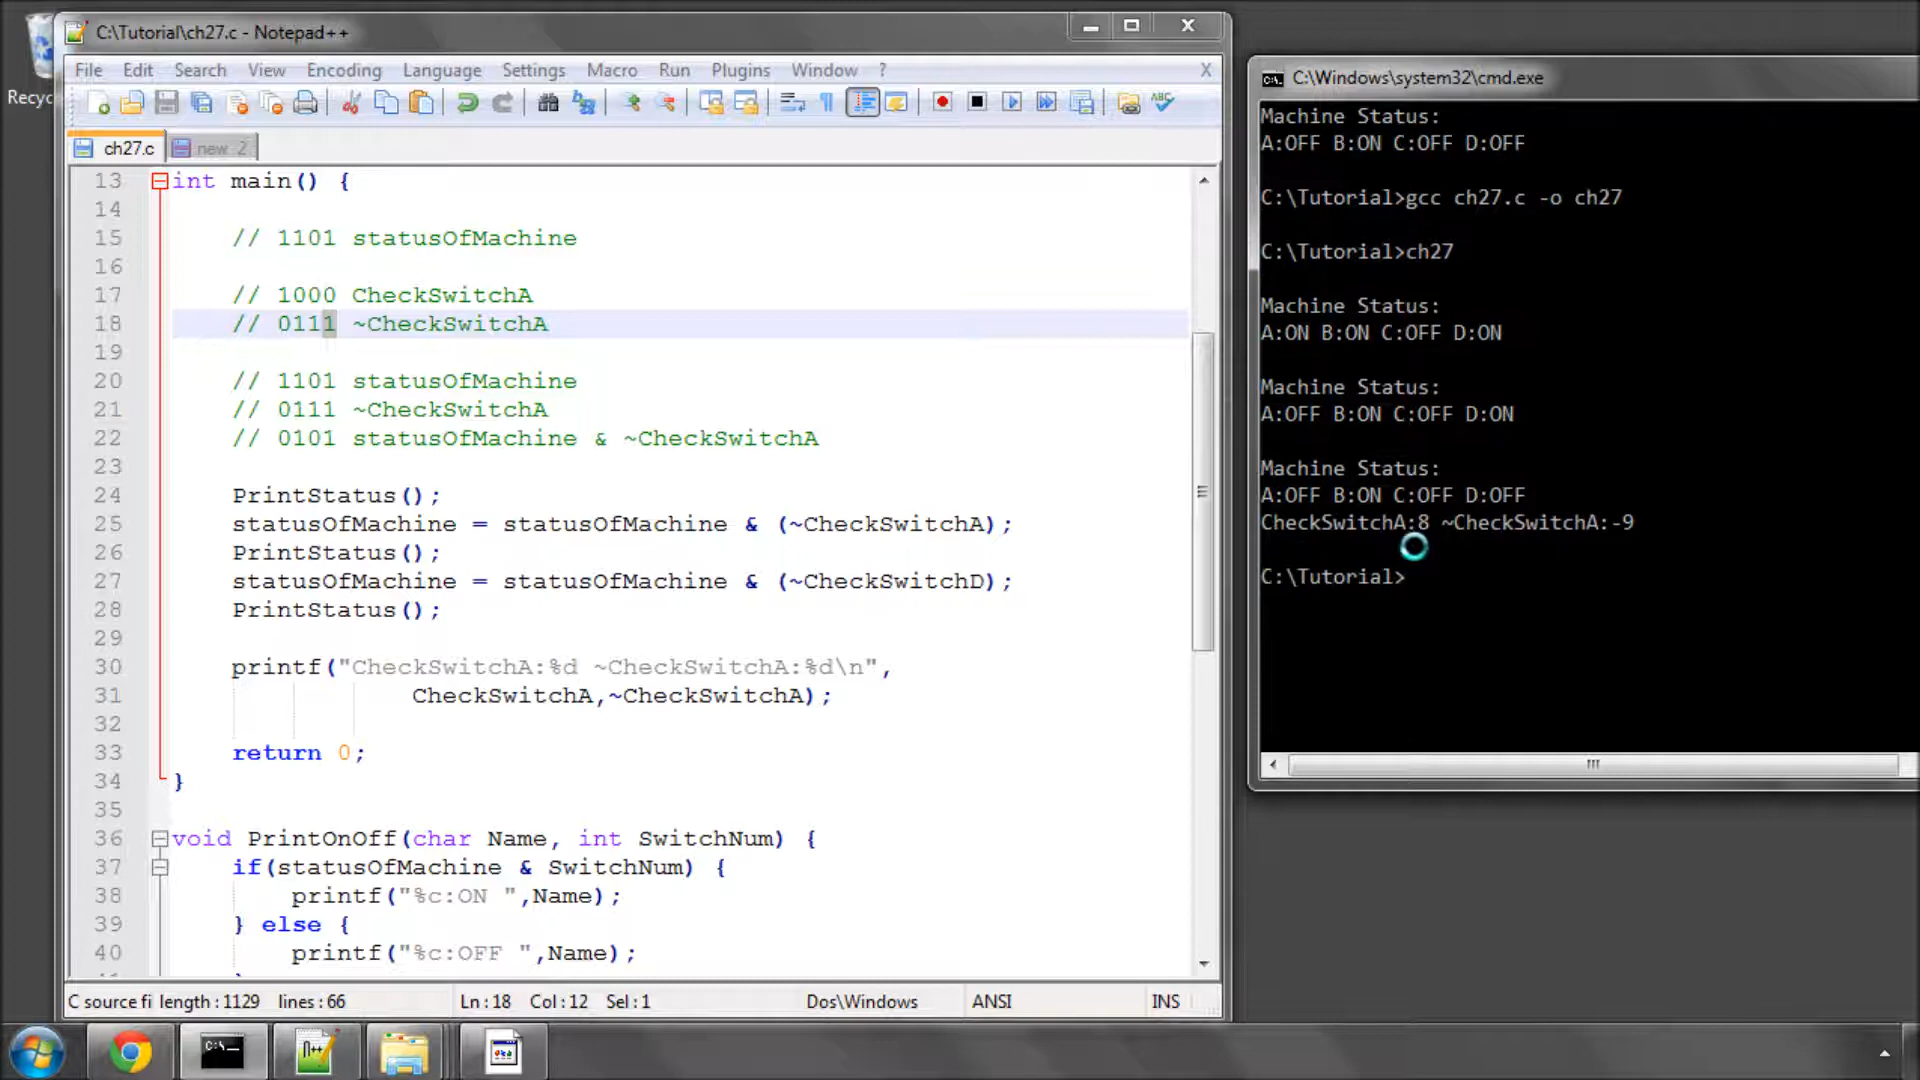 Recyc
C:\Tutorial\ch27.c - Notepad++
File Edit Search View Encoding Language Settings Macro Run Plugins Window ? X
ch27.c new 2
13 int main() {
14
15 // 1101 statusOfMachine
16
17 // 1000 CheckSwitchA
18 // 0111 ~CheckSwitchA
19
20 // 1101 statusOfMachine
21 // 0111 ~CheckSwitchA
22 // 0101 statusOfMachine & ~CheckSwitchA
23
24 PrintStatus();
25 statusOfMachine = statusOfMachine & (~CheckSwitchA);
26 PrintStatus();
27 statusOfMachine = statusOfMachine & (~CheckSwitchD);
28 PrintStatus();
29
30 printf("CheckSwitchA:%d ~CheckSwitchA:%d\n",
31 CheckSwitchA,~CheckSwitchA);
32
33 return 0;
34 }
35
36 void PrintOnOff(char Name, int SwitchNum) {
37 if(statusOfMachine & SwitchNum) {
38 printf("%c:ON ",Name);
39 } else {
40 printf("%c:OFF ",Name);
C source fi length : 1129 lines : 66 Ln : 18 Col : 12 Sel : 1 Dos\Windows ANSI INS
C:\Windows\system32\cmd.exe
Machine Status:
A:OFF B:ON C:OFF D:OFF
C:\Tutorial>gcc ch27.c -o ch27
C:\Tutorial>ch27
Machine Status:
A:ON B:ON C:OFF D:ON
Machine Status:
A:OFF B:ON C:OFF D:ON
Machine Status:
A:OFF B:ON C:OFF D:OFF
CheckSwitchA:8 ~CheckSwitchA:-9
C:\Tutorial>